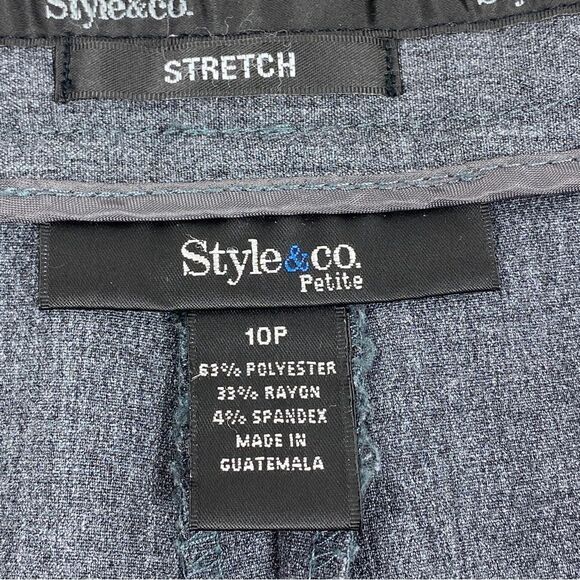 Style&co.
STRETCH
Style&co.
Petite
10P
63% POLYESTER
33% RAYON
4% SPANDEX
MADE IN
GUATEMALA